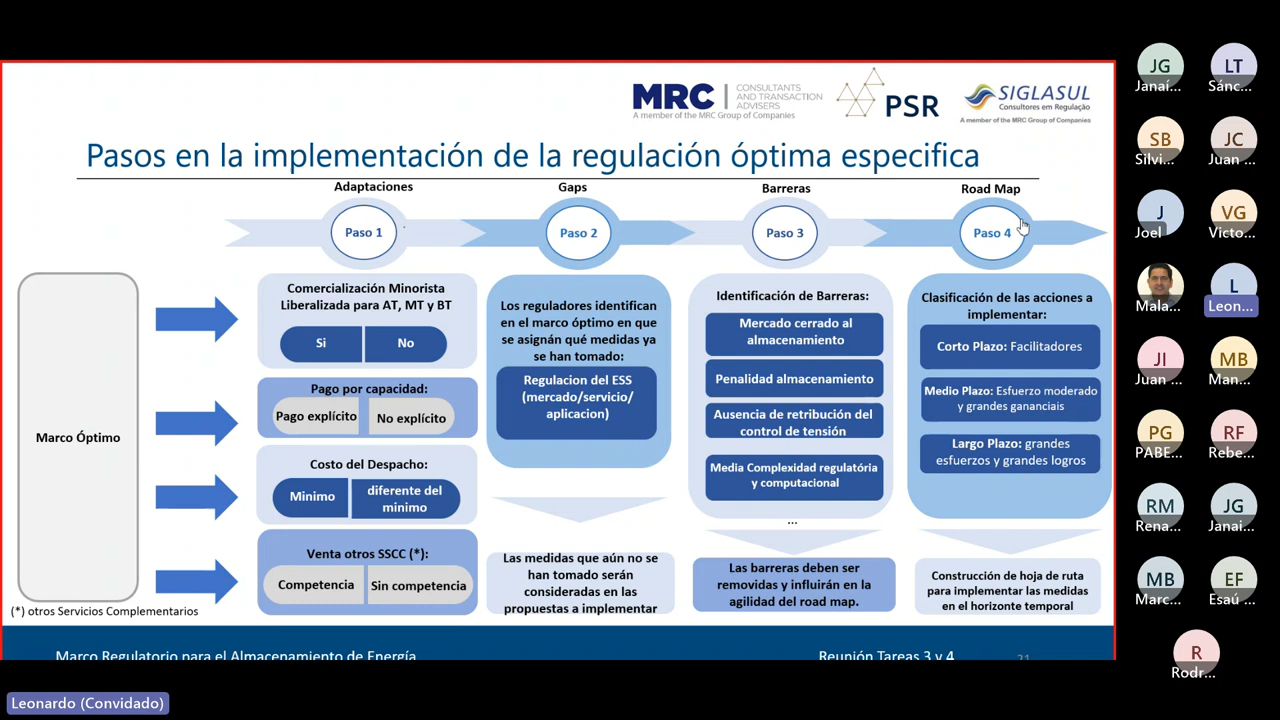 MRC
CONSULTANTS
AND TRANSACTION
ADVISERS
A member of the MRC Group of Companies
PSR
SIGLASUL
Consultores em Regulação
A member of the MRC Group of Companies
Pasos en la implementación de la regulación óptima especifica
Adaptaciones
Gaps
Barreras
Road Map
Paso 1
Paso 2
Paso 3
Paso 4
Marco Óptimo
(*) otros Servicios Complementarios
Comercialización Minorista
Liberalizada para AT, MT y BT
Si
No
Pago por capacidad:
Pago explícito
No explícito
Costo del Despacho:
Minimo
diferente del
minimo
Venta otros SSCC (*):
Competencia
Sin competencia
Los reguladores identifican
en el marco óptimo en que
se asignán qué medidas ya
se han tomado:
Regulacion del ESS
(mercado/servicio/
aplicacion)
Las medidas que aún no se
han tomado serán
consideradas en las
propuestas a implementar
Identificación de Barreras:
Mercado cerrado al
almacenamiento
Penalidad almacenamiento
Ausencia de retribución del
control de tensión
Media Complejidad regulatória
y computacional
...
Las barreras deben ser
removidas y influirán en la
agilidad del road map.
Clasificación de las acciones a
implementar:
Corto Plazo: Facilitadores
Medio Plazo: Esfuerzo moderado
y grandes gananciais
Largo Plazo: grandes
esfuerzos y grandes logros
Construcción de hoja de ruta
para implementar las medidas
en el horizonte temporal
Marco Regulatorio para el Almacenamiento de Energía
Reunión Tareas 3 y 4
21
Leonardo (Convidado)
JG
Janaí...
LT
Sánc...
SB
Silvi...
JC
Juan ...
J
Joel
VG
Victo...
Mala...
L
Leon...
JI
Juan ...
MB
Man...
PG
PABE...
RF
Rebe...
RM
Rena...
JG
Janai...
MB
Marc...
EF
Esaú ...
R
Rodr...